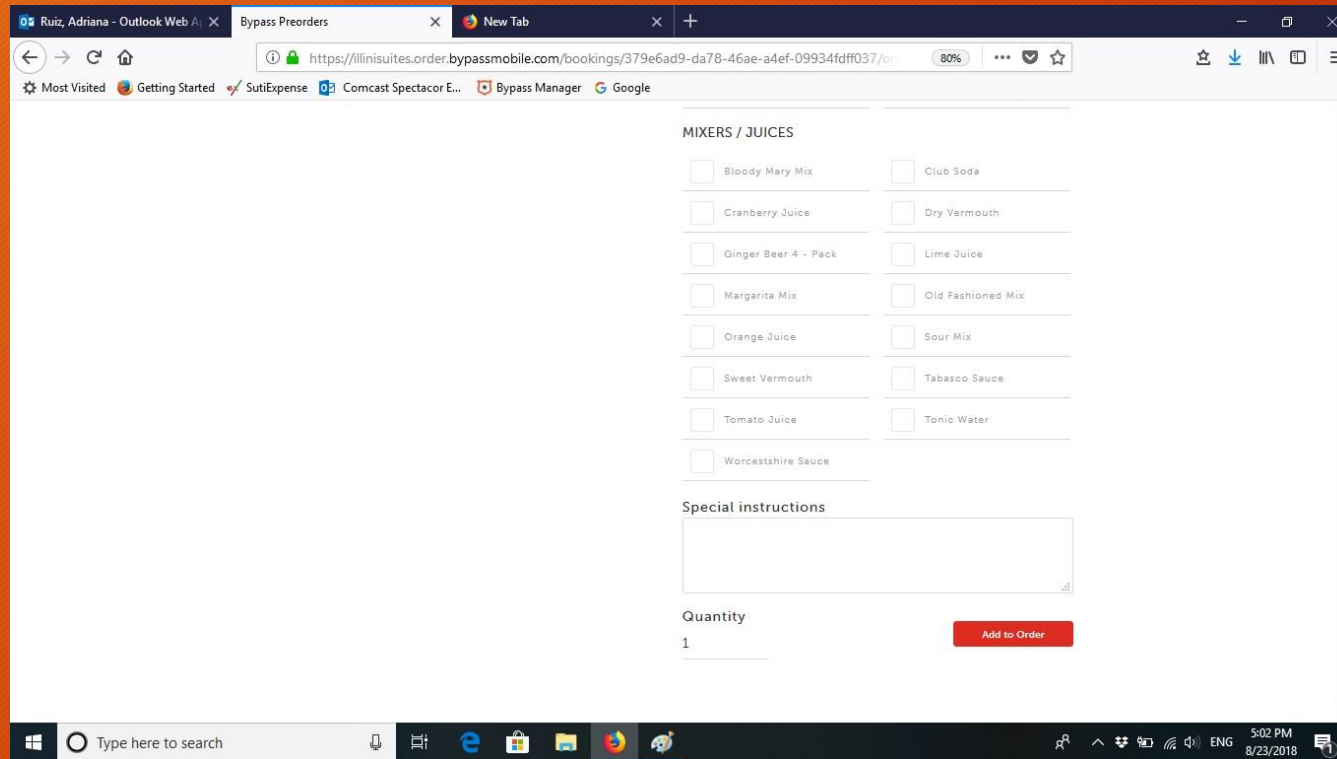 Ruiz, Adriana - Outlook Web A
Bypass Preorders
New Tab
https://illinisuites.order.bypassmobile.com/bookings/379e6ad9-da78-46ae-a4ef-09934fdff037/o
80%
Most Visited Getting Started SutiExpense Comcast Spectacor E... Bypass Manager Google
MIXERS / JUICES
Bloody Mary Mix Club Soda
Cranberry Juice Dry Vermouth
Ginger Beer 4 - Pack Lime Juice
Margarita Mix Old Fashioned Mix
Orange Juice Sour Mix
Sweet Vermouth Tabasco Sauce
Tomato Juice Tonic Water
Worcestshire Sauce
Special instructions
Quantity
1 Add to Order
Type here to search
ENG
5:02 PM
8/23/2018